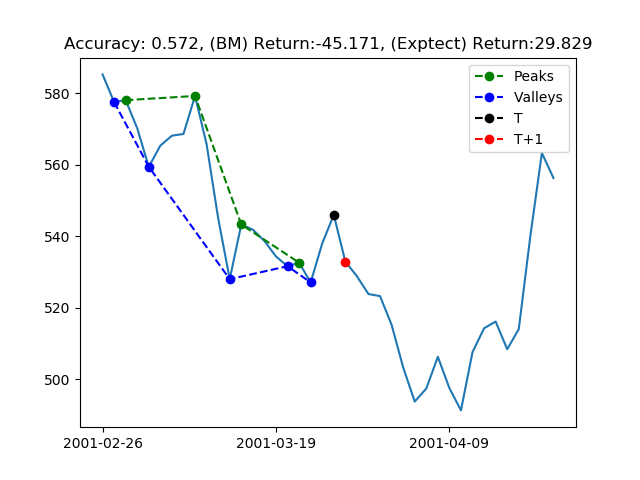 Accuracy: 0.572, (BM) Return:-45.171, (Exptect) Return:29.829
Peaks
Valleys
T
T+1
580
560
540
520
500
2001-02-26
2001-03-19
2001-04-09